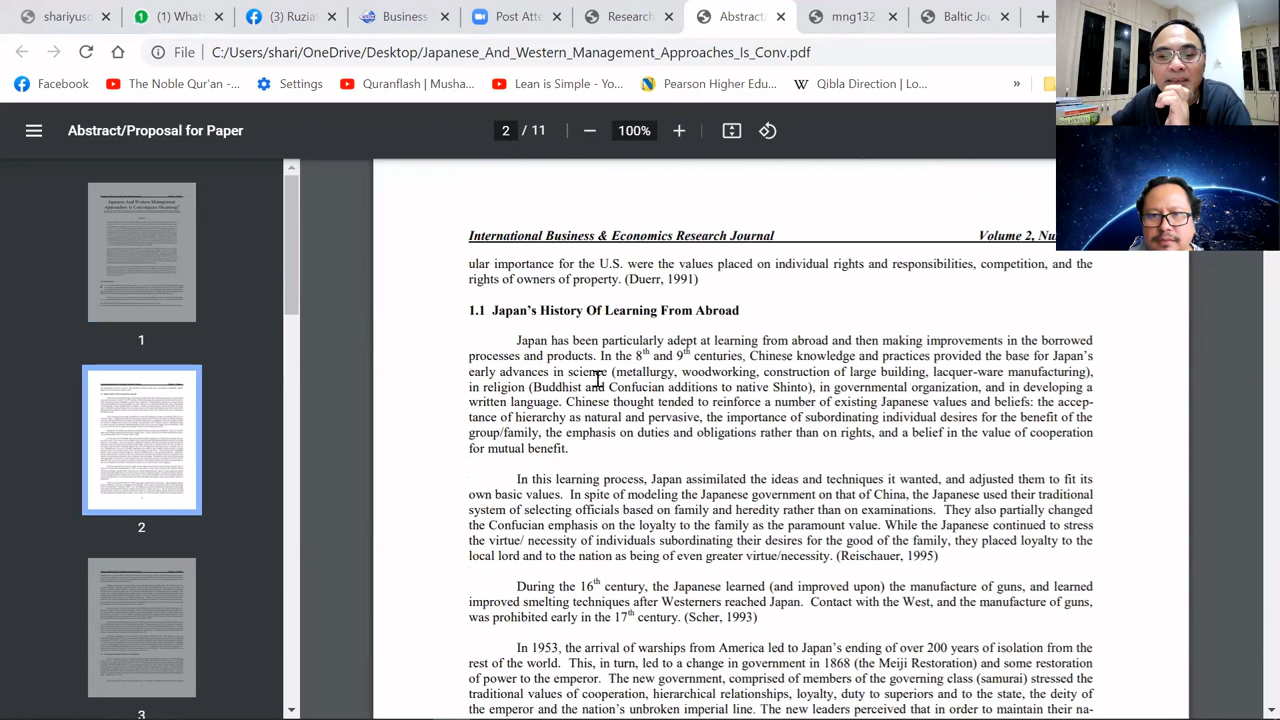 shariyus
(1) Whats
(3) Ruzia
Business
Post Atte
Research
Abstract
mng132
Baltic Jo
File
C:/Users/shari/OneDrive/Desktop/Japanese_And_Western_Management_Approaches_Is_Conv.pdf
Facebook
The Noble Qur'an -...
Settings
Quranflash | Mushaf...
Learn Triple - Yo...
Pearson Higher Edu...
Qibla Direction Lo...
»
Abstract/Proposal for Paper
2 / 11
100%
Japanese And Western Management
Approaches: Is Convergence Occurring?
1
2
3
International Business & Economics Research Journal
Volume 2, Nu
ular importance for the U.S. were the values placed on individual rights and responsibilities, competition, and the
rights of owners of property. (Duerr, 1991)
1.1 Japan's History Of Learning From Abroad
Japan has been particularly adept at learning from abroad and then making improvements in the borrowed
processes and products. In the 8th and 9th centuries, Chinese knowledge and practices provided the base for Japan's
early advances in science (metallurgy, woodworking, construction of large building, lacquer-ware manufacturing),
in religion (Buddhist and Confucian additions to native Shintoism), governmental organization, and in developing a
written language. Chinese thought tended to reinforce a number of existing Japanese values and beliefs: the accep-
tance of hierarchy as natural and pervasive, the importance of subordinating individual desires for the benefit of the
group/family, the emphasis on duties and obligations rather than on rights, and a belief in the value of cooperation
for mutual benefit.
In the learning process, Japan assimilated the ideas and techniques it wanted, and adjusted them to fit its
own basic values. In spite of modeling the Japanese government on that of China, the Japanese used their traditional
system of selecting officials based on family and heredity rather than on examinations. They also partially changed
the Confucian emphasis on the loyalty to the family as the paramount value. While the Japanese continued to stress
the virtue/ necessity of individuals subordinating their desires for the good of the family, they placed loyalty to the
local lord and to the nation as being of even greater virtue/necessity. (Reischauer, 1995)
During the 16th Century, the Japanese learned (and improved upon) the manufacture of guns, and learned
improved smelting techniques after Westerners reached Japan. Contact with the West, and the manufacture of guns,
was prohibited early in the 17th century. (Scher, 1993)
In 1853, the arrival of warships from America led to the ending of over 200 years of isolation from the
rest of the world. This, in turn, led to a change in government (the Meiji Restoration) and some restoration
of power to the emperor. The new government, comprised of members of the governing class (samurai) stressed the
traditional values of cooperation, hierarchical relationships, loyalty, duty to superiors and to the state, the deity of
the emperor and the nation's unbroken imperial line. The new leaders perceived that in order to maintain their na-